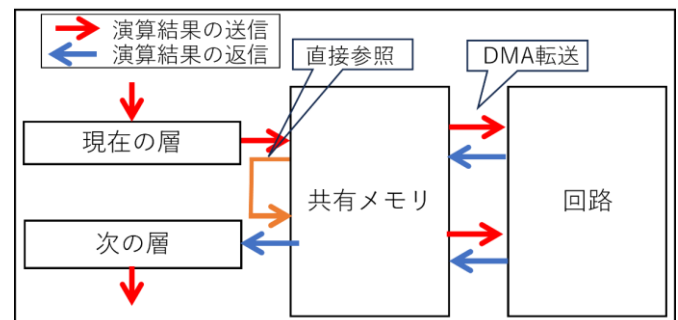 演算結果の送信
演算結果の返信
直接参照
DMA転送
現在の層
共有メモリ
回路
次の層